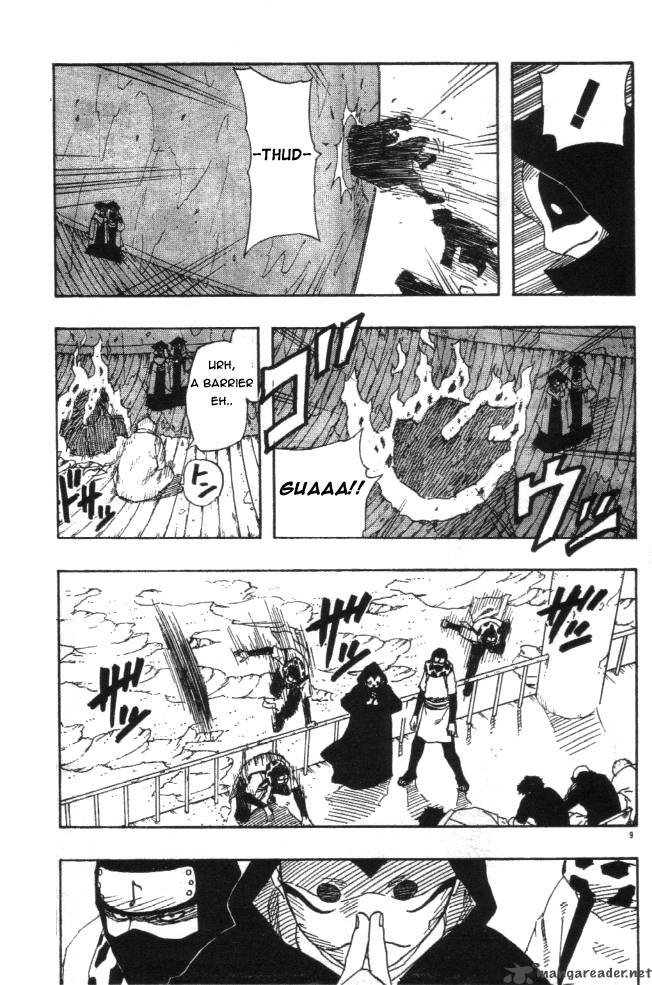 !
-THUD-
GUAAA!!
ゴ
ウッ
URH,
A BARRIER
EH..
トン
ドサッ
ザッ
ザッ
ザッ
ザッ
9
mangareader.net